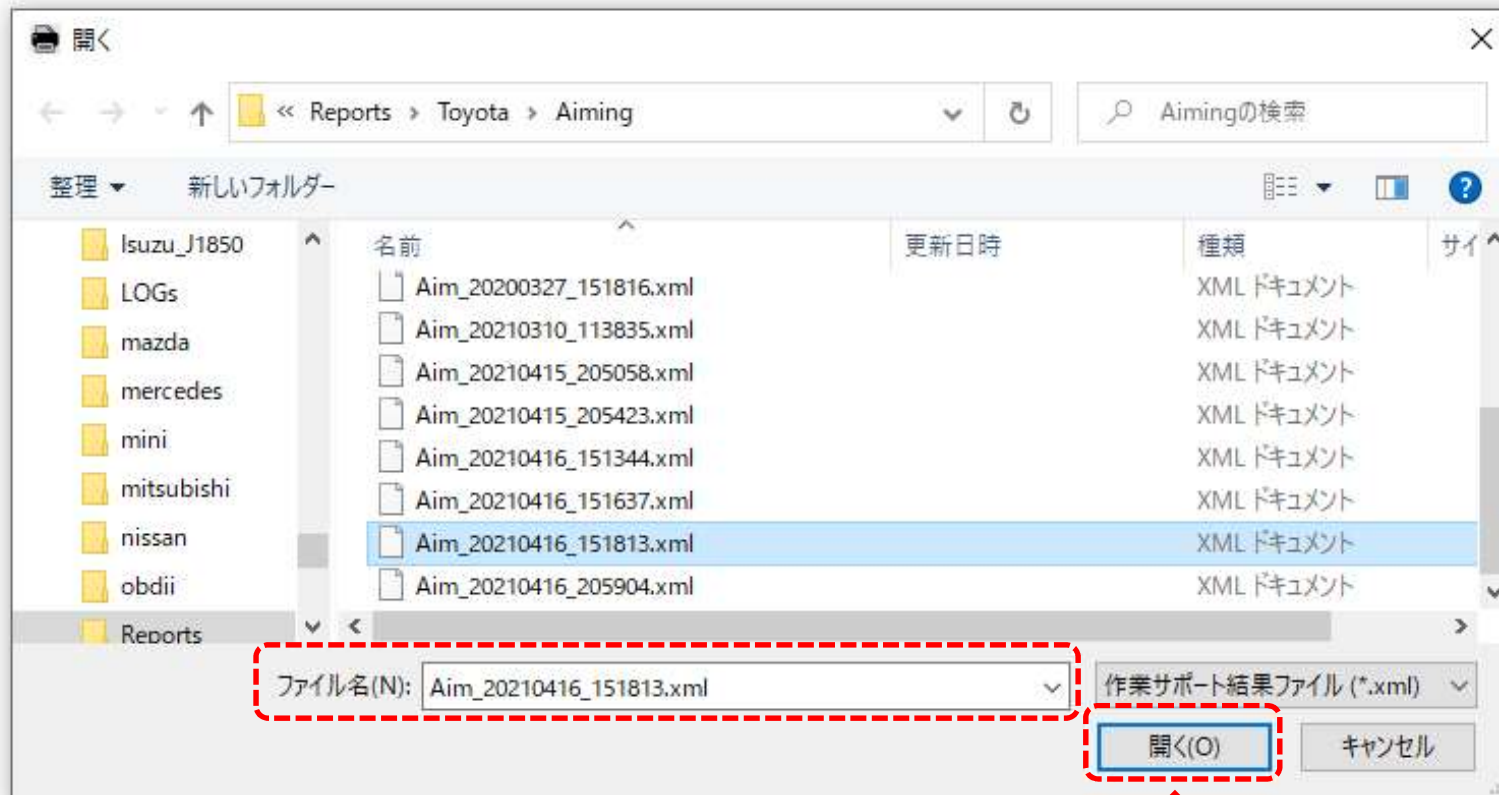 開く
« Reports › Toyota › Aiming
Aimingの検索
整理 新しいフォルダー
Isuzu_J1850
LOGs
mazda
mercedes
mini
mitsubishi
nissan
obdii
Reports
名前 更新日時 種類 サイ
Aim_20200327_151816.xml XML ドキュメント
Aim_20210310_113835.xml XML ドキュメント
Aim_20210415_205058.xml XML ドキュメント
Aim_20210415_205423.xml XML ドキュメント
Aim_20210416_151344.xml XML ドキュメント
Aim_20210416_151637.xml XML ドキュメント
Aim_20210416_151813.xml XML ドキュメント
Aim_20210416_205904.xml XML ドキュメント
ファイル名(N): Aim_20210416_151813.xml 作業サポート結果ファイル (*.xml)
開く(O) キャンセル